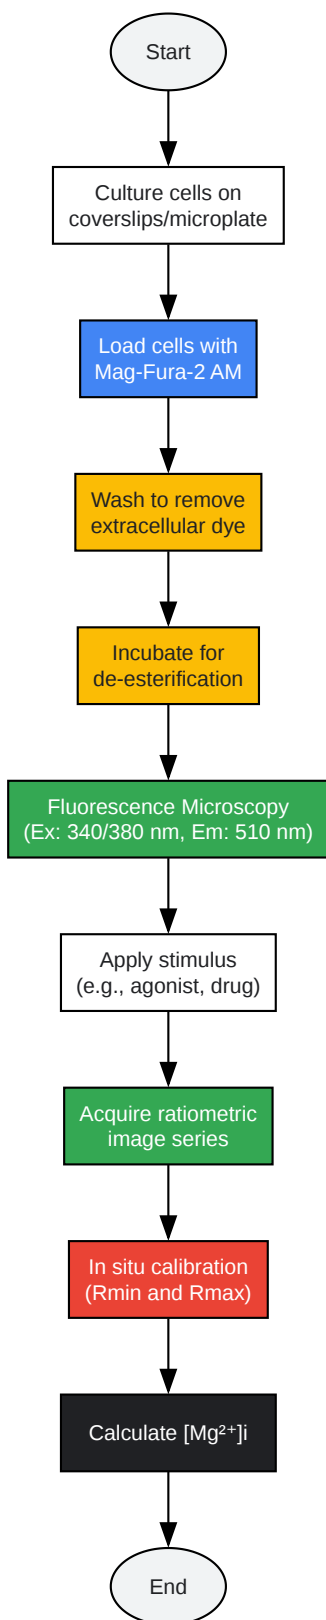 Start
Culture cells on
coverslips/microplate
Load cells with
Mag-Fura-2 AM
Wash to remove
extracellular dye
Incubate for
de-esterification
Fluorescence Microscopy
(Ex: 340/380 nm, Em: 510 nm)
Apply stimulus
(e.g., agonist, drug)
Acquire ratiometric
image series
In situ calibration
(Rmin and Rmax)
Calculate [Mg²⁺]i
End